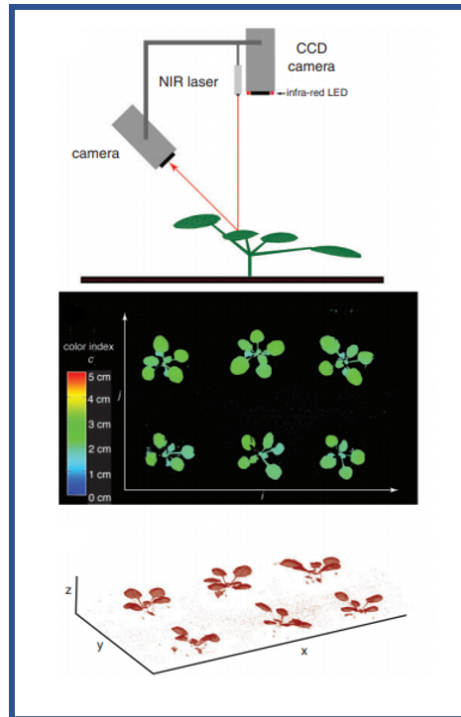 CCD
camera
NIR laser
infra-red LED
camera
color index
c
5 cm
4 cm
3 cm
2 cm
1 cm
0 cm
j
i
z
y
x